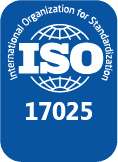 International Organization for Standardization
ISO
17025